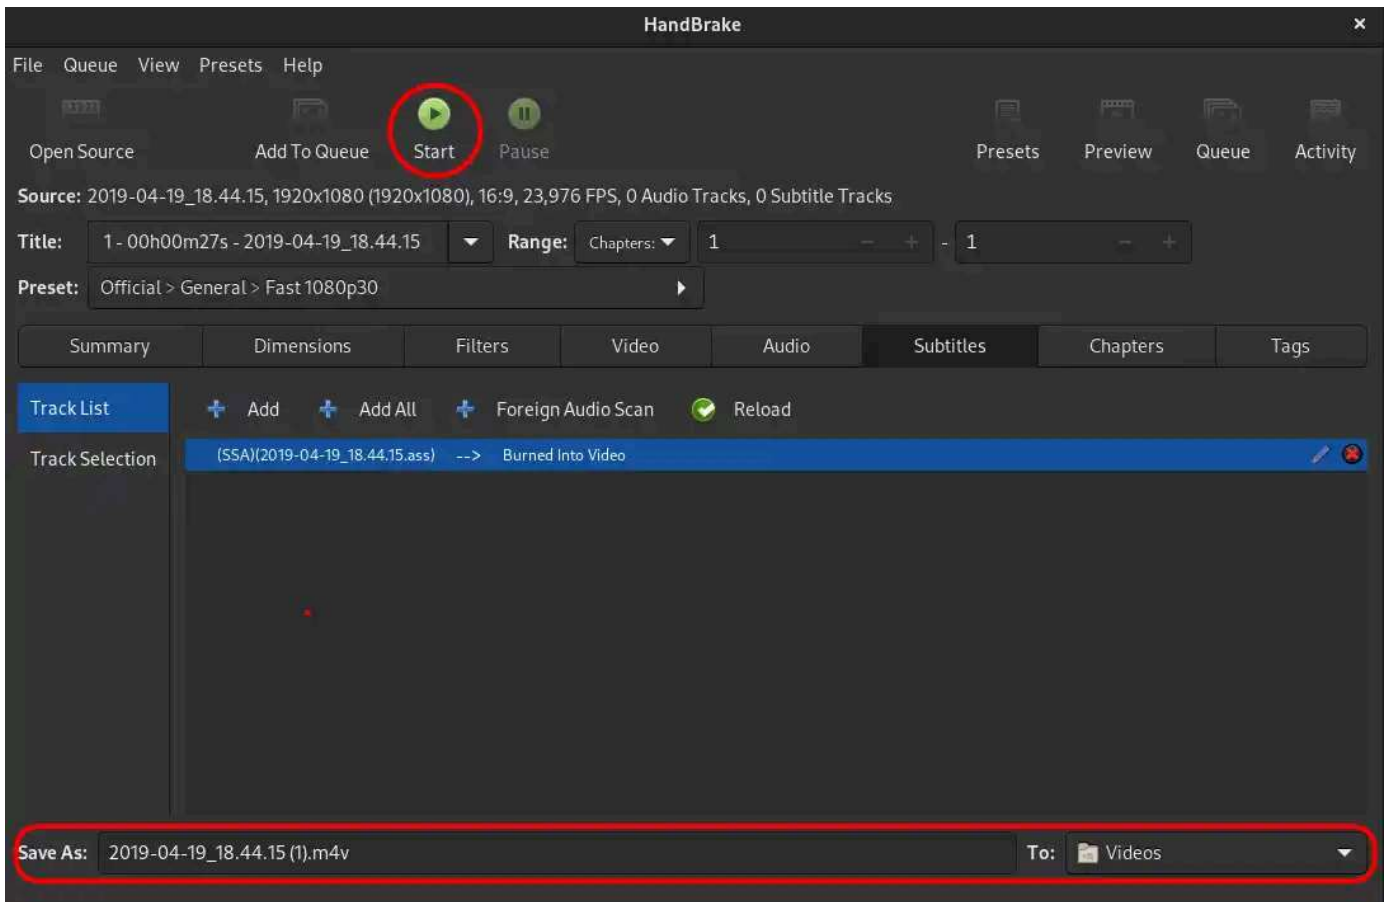 HandBrake ×
File Queue View Presets Help
Open Source Add To Queue Start Pause Presets Preview Queue Activity
Source: 2019-04-19_18.44.15, 1920x1080 (1920x1080), 16:9, 23,976 FPS, 0 Audio Tracks, 0 Subtitle Tracks
Title: 1 - 00h00m27s - 2019-04-19_18.44.15 Range: Chapters: 1 - + - 1 - +
Preset: Official > General > Fast 1080p30
Summary Dimensions Filters Video Audio Subtitles Chapters Tags
Track List Add Add All Foreign Audio Scan Reload
Track Selection (SSA)(2019-04-19_18.44.15.ass) --> Burned Into Video
Save As: 2019-04-19_18.44.15 (1).m4v To: Videos